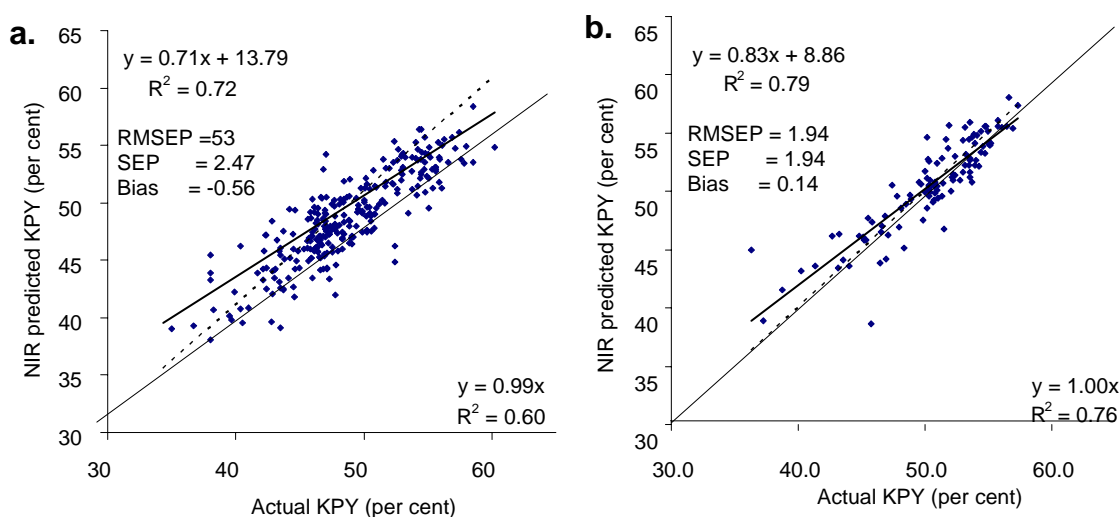 a.
y = 0.71x + 13.79
R² = 0.72
RMSEP =53
SEP = 2.47
Bias = -0.56
y = 0.99x
R² = 0.60
NIR predicted KPY (per cent)
65
60
55
50
45
40
35
30
30 40 50 60
Actual KPY (per cent)
b.
y = 0.83x + 8.86
R² = 0.79
RMSEP = 1.94
SEP = 1.94
Bias = 0.14
y = 1.00x
R² = 0.76
NIR predicted KPY (per cent)
65
60
55
50
45
40
35
30
30.0 40.0 50.0 60.0
Actual KPY (per cent)